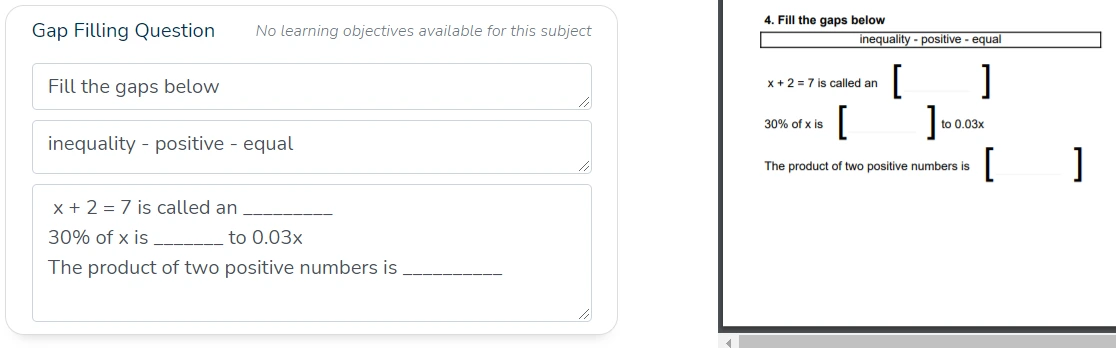 Gap Filling Question
No learning objectives available for this subject
Fill the gaps below
inequality - positive - equal
x + 2 = 7 is called an _________
30% of x is _______ to 0.03x
The product of two positive numbers is __________
4. Fill the gaps below
inequality - positive - equal
x + 2 = 7 is called an [ ]
30% of x is [ ] to 0.03x
The product of two positive numbers is [ ]